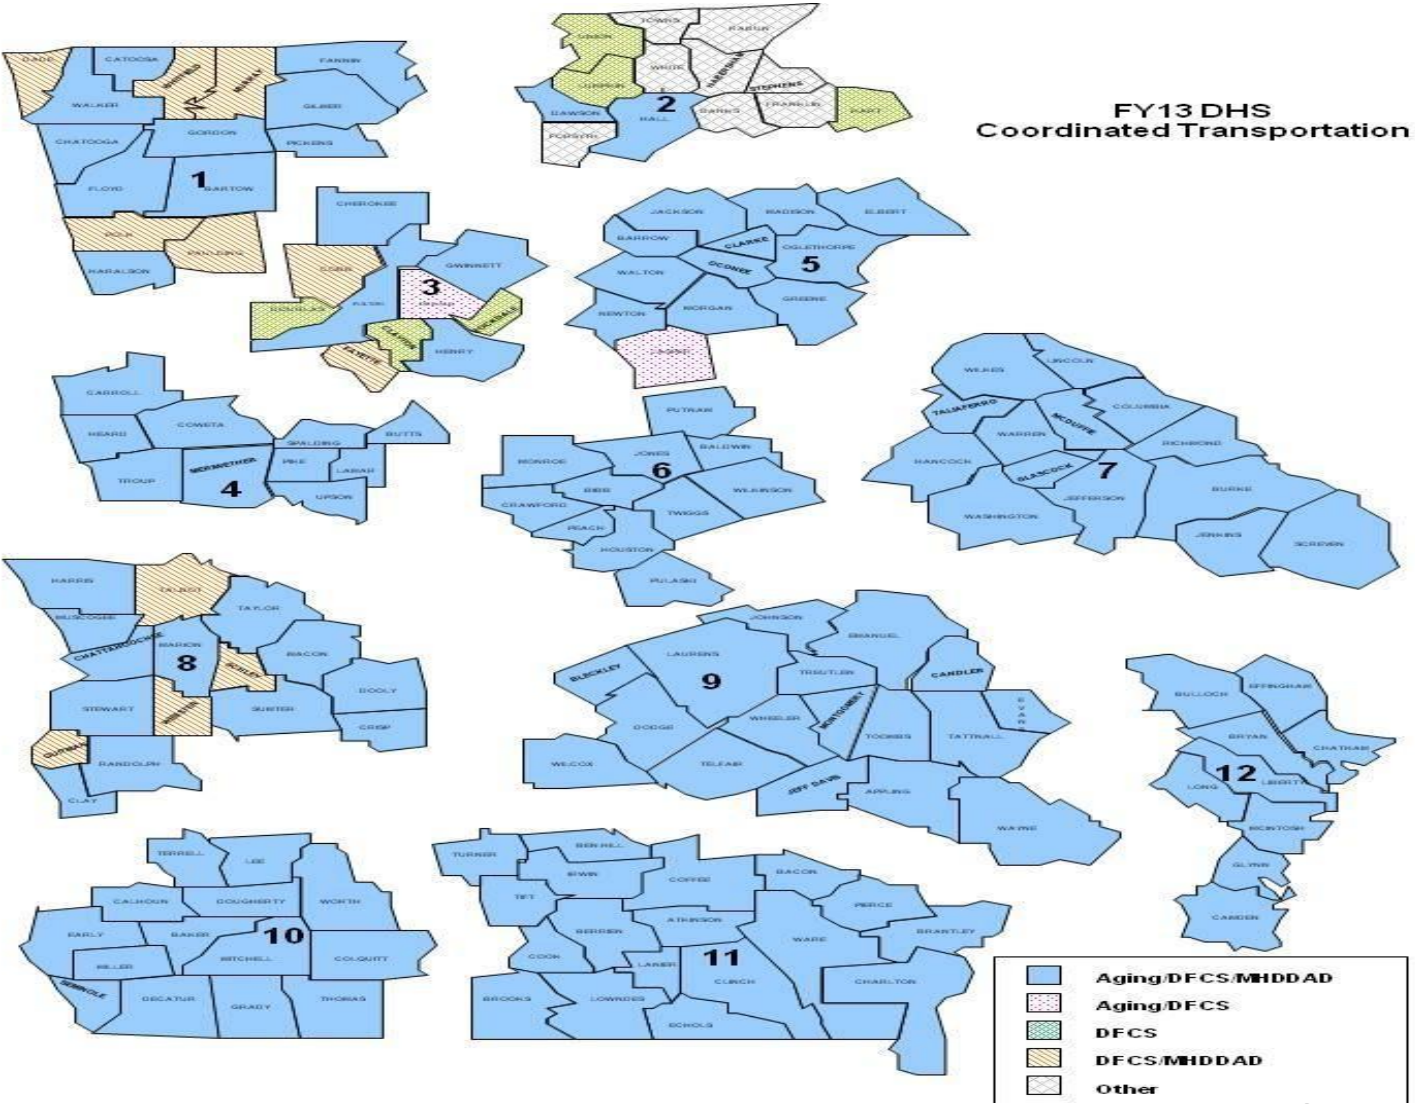 FY13 DHS
Coordinated Transportation
DADE
CATOOSA
WHITFIELD
MURRAY
FANNIN
WALKER
GILMER
CHATOOGA
GORDON
PICKENS
FLOYD
1
BARTOW
POLK
PAULDING
HARALSON
UNION
TOWNS
RABUN
LUMPKIN
WHITE
HABERSHAM
STEPHENS
DAWSON
2
HALL
BANKS
FRANKLIN
HART
FORSYTH
CHEROKEE
COBB
GWINNETT
3
DOUGLAS
ROCKDALE
CLAYTON
FAYETTE
HENRY
JACKSON
MADISON
ELBERT
BARROW
CLARKE
OGLETHORPE
WALTON
OCONEE
5
NEWTON
MORGAN
GREENE
CARROLL
HEARD
COWETA
SPALDING
BUTTS
TROUP
MERIWETHER
PIKE
LAMAR
4
UPSON
PUTNAM
MONROE
JONES
BALDWIN
6
BIBB
WILKINSON
CRAWFORD
TWIGGS
PEACH
HOUSTON
PULASKI
WILKES
LINCOLN
TALIAFERRO
MCDUFFIE
COLUMBIA
WARREN
RICHMOND
HANCOCK
GLASCOCK
7
JEFFERSON
BURKE
WASHINGTON
JENKINS
SCREVEN
HARRIS
TALBOT
TAYLOR
MUSCOGEE
CHATTAHOOCHEE
MARION
8
MACON
SCHLEY
DOOLY
STEWART
WEBSTER
SUMTER
CRISP
QUITMAN
RANDOLPH
CLAY
JOHNSON
EMANUEL
BLECKLEY
LAURENS
TREUTLEN
CANDLER
9
DODGE
WHEELER
MONTGOMERY
TOOMBS
TATTNALL
EVANS
WILCOX
TELFAIR
JEFF DAVIS
APPLING
WAYNE
BULLOCH
EFFINGHAM
BRYAN
CHATHAM
12
LONG
LIBERTY
MCINTOSH
GLYNN
CAMDEN
TERRELL
LEE
CALHOUN
DOUGHERTY
WORTH
EARLY
BAKER
10
MILLER
MITCHELL
COLQUITT
SEMINOLE
DECATUR
GRADY
THOMAS
TURNER
BEN HILL
IRWIN
COFFEE
BACON
TIFT
PIERCE
ATKINSON
BERRIEN
WARE
BRANTLEY
COOK
LANIER
11
CLINCH
CHARLTON
BROOKS
LOWNDES
ECHOLS
Aging/DFCS/MHDDAD
Aging/DFCS
DFCS
DFCS/MHDDAD
Other